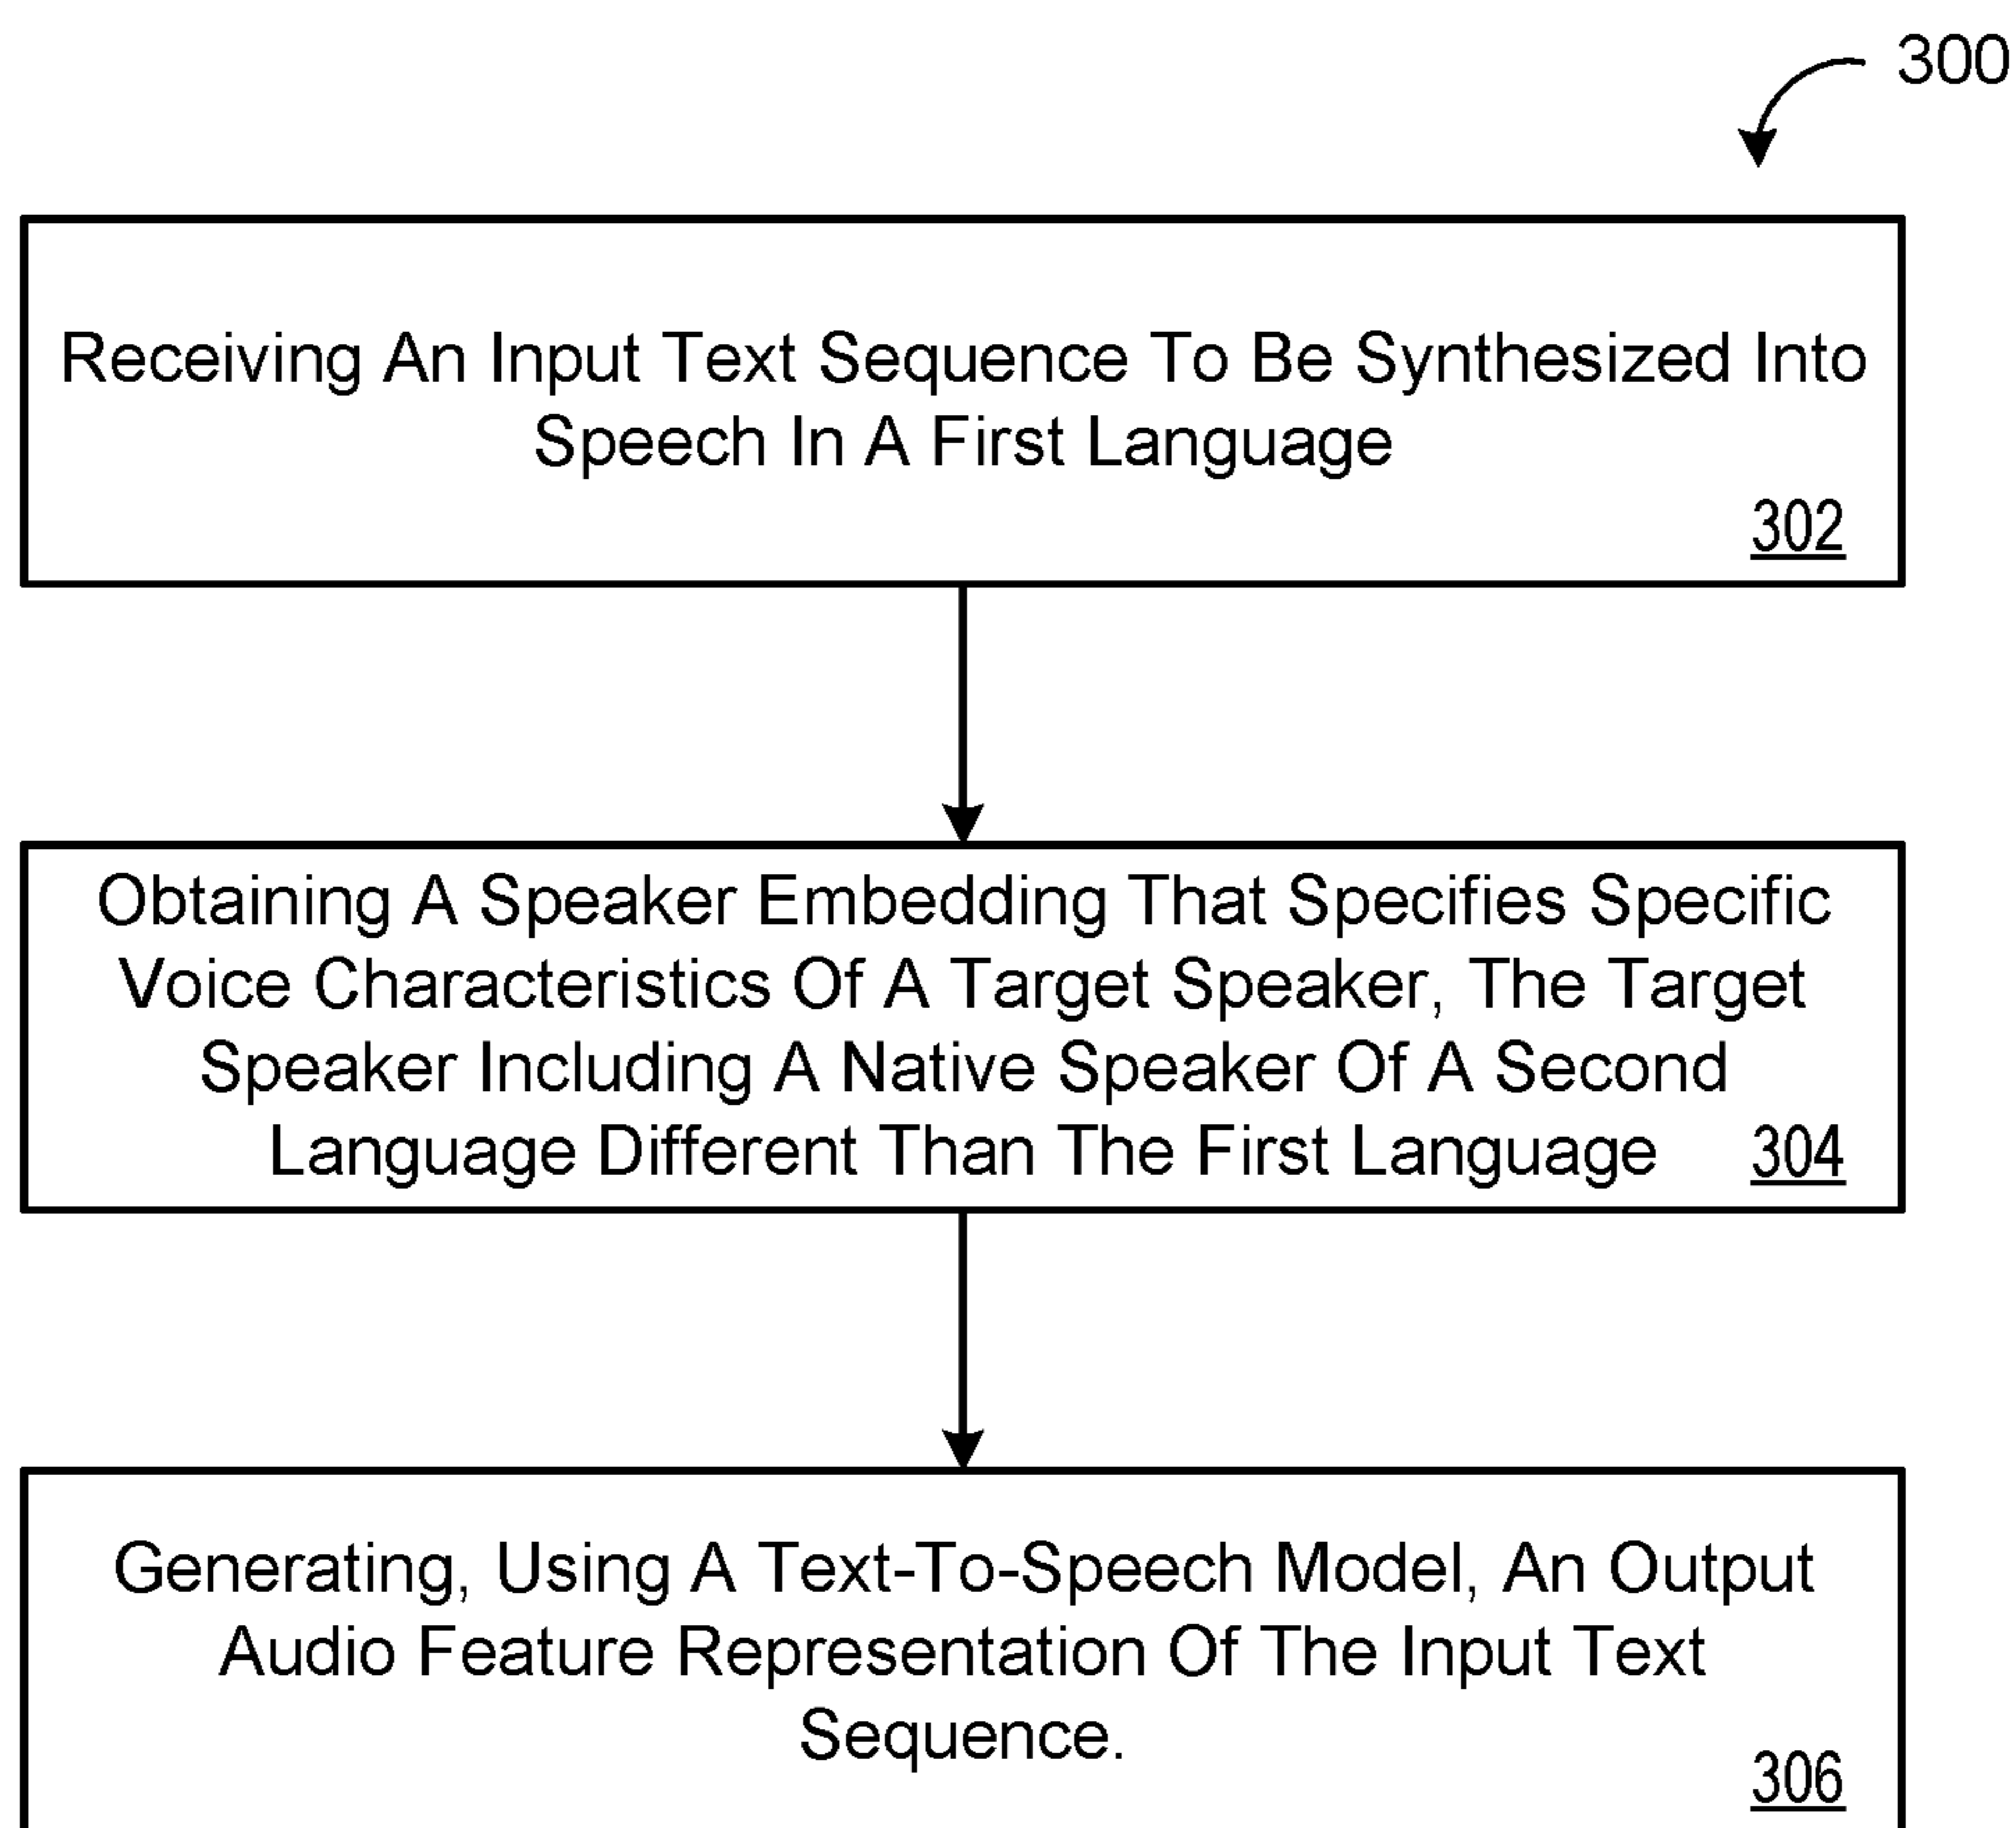 300
Receiving An Input Text Sequence To Be Synthesized Into
Speech In A First Language
302
Obtaining A Speaker Embedding That Specifies Specific
Voice Characteristics Of A Target Speaker, The Target
Speaker Including A Native Speaker Of A Second
Language Different Than The First Language 304
Generating, Using A Text-To-Speech Model, An Output
Audio Feature Representation Of The Input Text
Sequence.
306